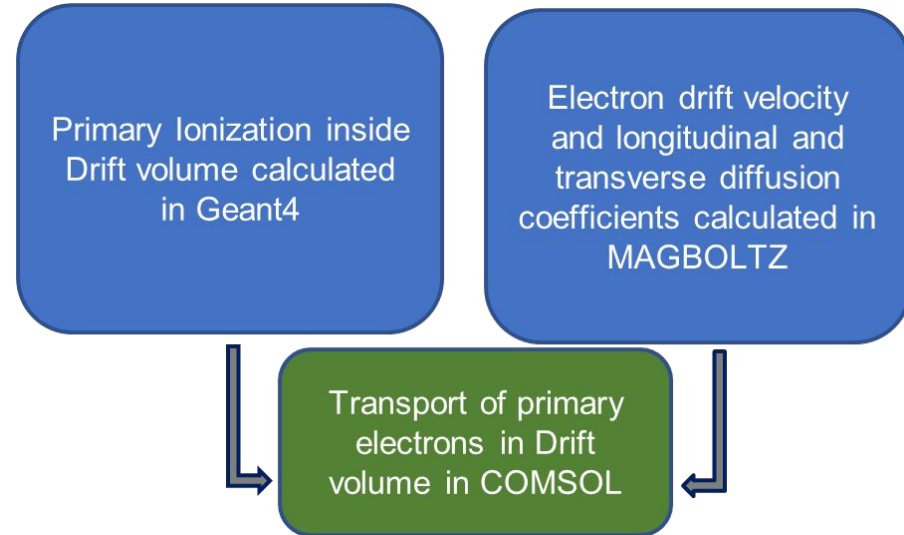 Primary Ionization inside
Drift volume calculated
in Geant4
Electron drift velocity
and longitudinal and
transverse diffusion
coefficients calculated in
MAGBOLTZ
Transport of primary
electrons in Drift
volume in COMSOL